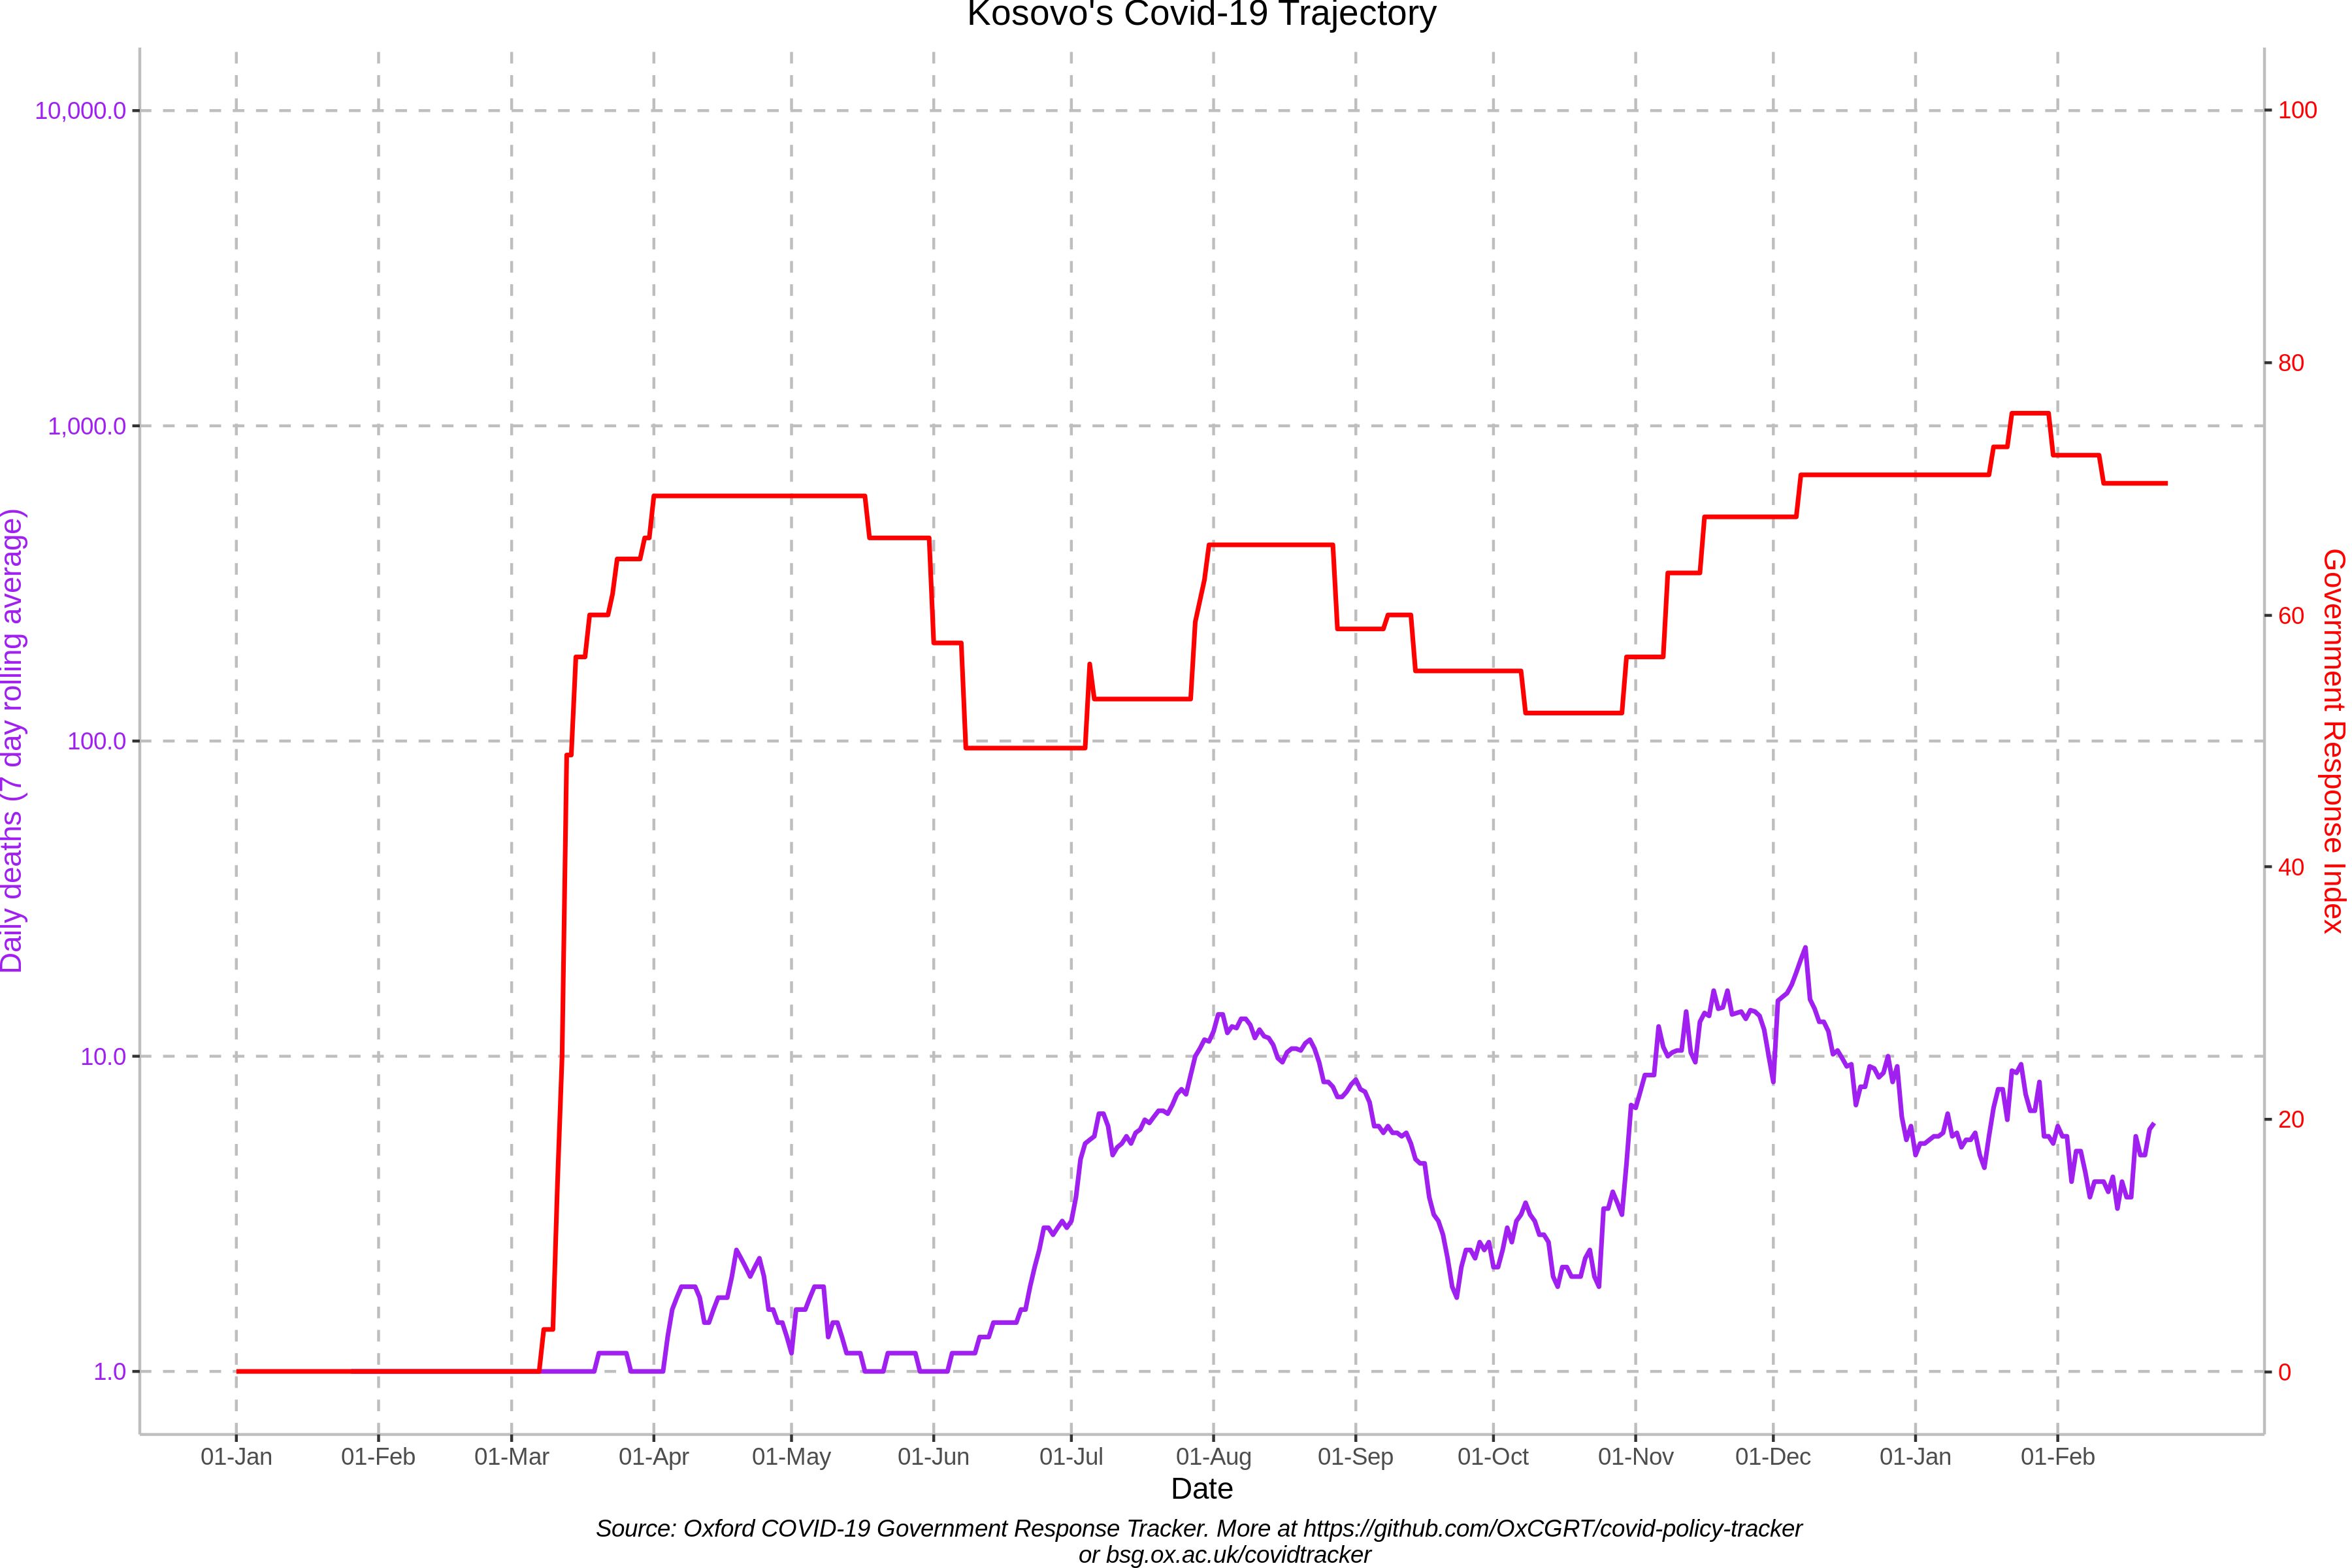 Kosovo's Covid-19 Trajectory
10,000.0
1,000.0
100.0
10.0
1.0
Daily deaths (7 day rolling average)
100
80
60
40
20
0
Government Response Index
01-Jan 01-Feb 01-Mar 01-Apr 01-May 01-Jun 01-Jul 01-Aug 01-Sep 01-Oct 01-Nov 01-Dec 01-Jan 01-Feb
Date
Source: Oxford COVID-19 Government Response Tracker. More at https://github.com/OxCGRT/covid-policy-tracker
or bsg.ox.ac.uk/covidtracker